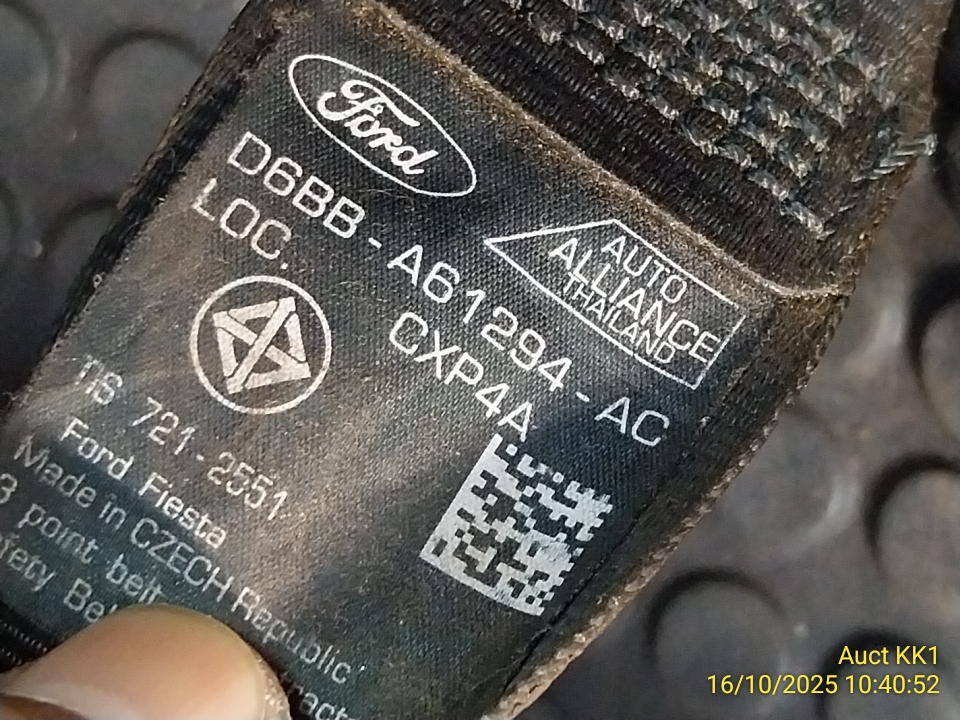 Ford
D6BB - A61294 - AC
LOC.
CXP4A
AUTO
ALLIANCE
THAILAND
721 - 2551
Ford Fiesta
Made in CZECH Republic
3 point belt
Auct KK1
16/10/2025 10:40:52